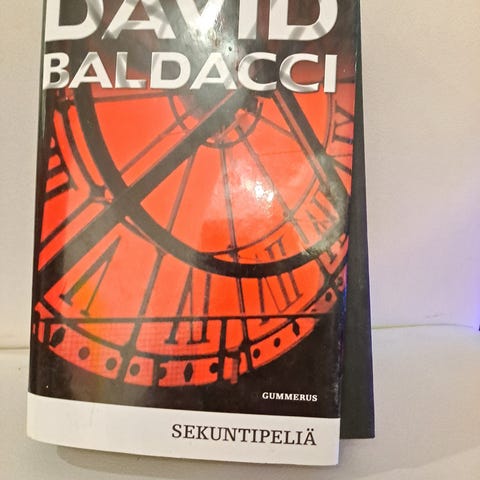 DAVID
BALDACCI
GUMMERUS
SEKUNTIPELIÄ